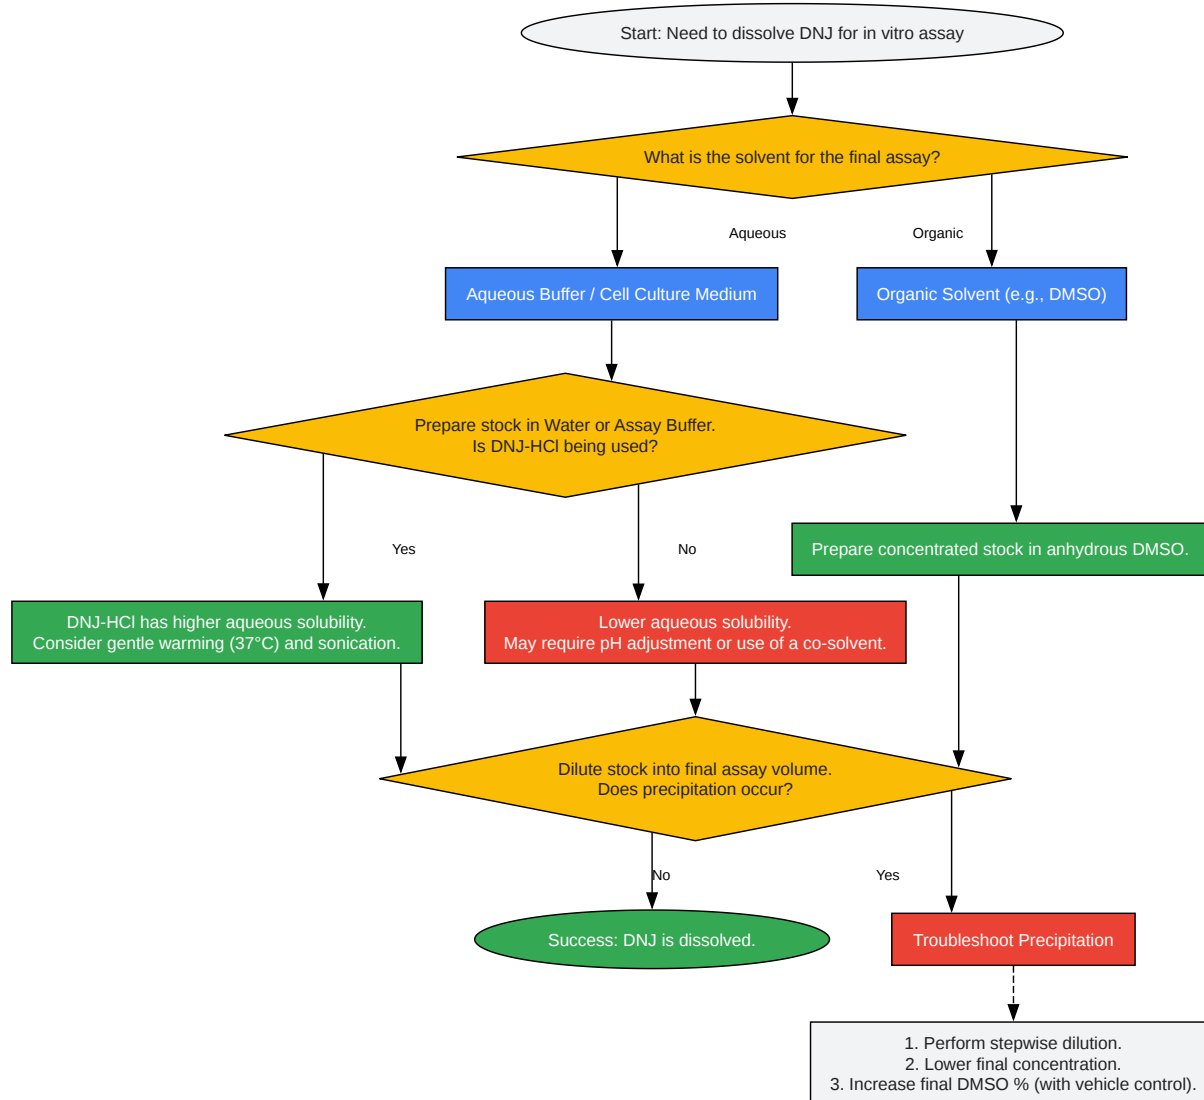 Start: Need to dissolve DNJ for in vitro assay
What is the solvent for the final assay?
Aqueous
Organic
Aqueous Buffer / Cell Culture Medium
Organic Solvent (e.g., DMSO)
Prepare stock in Water or Assay Buffer.
Is DNJ-HCl being used?
Yes
No
Prepare concentrated stock in anhydrous DMSO.
DNJ-HCl has higher aqueous solubility.
Consider gentle warming (37°C) and sonication.
Lower aqueous solubility.
May require pH adjustment or use of a co-solvent.
Dilute stock into final assay volume.
Does precipitation occur?
No
Yes
Success: DNJ is dissolved.
Troubleshoot Precipitation
1. Perform stepwise dilution.
2. Lower final concentration.
3. Increase final DMSO % (with vehicle control).